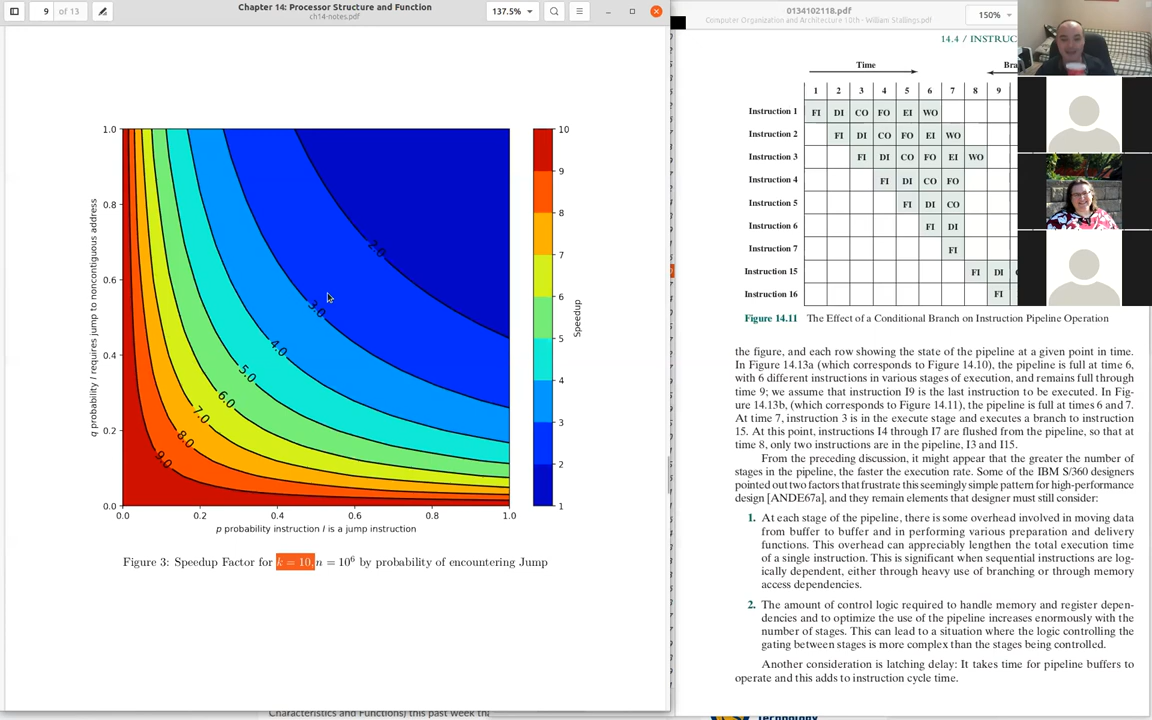 9 of 13
Chapter 14: Processor Structure and Function
ch14-notes.pdf
137.5%
1.0
0.8
0.6
0.4
0.2
0.0
q probability I requires jump to noncontiguous address
2.0
3.0
4.0
5.0
6.0
7.0
8.0
9.0
0.0 0.2 0.4 0.6 0.8 1.0
p probability instruction I is a jump instruction
10
9
8
7
6
5
4
3
2
1
Speedup
Figure 3: Speedup Factor for k = 10, n = 10⁶ by probability of encountering Jump
0134102118.pdf
Computer Organization and Architecture 10th - William Stallings.pdf
150%
14.4 / INSTRUC
Time Bra
1 2 3 4 5 6 7 8 9
Instruction 1 FI DI CO FO EI WO
Instruction 2 FI DI CO FO EI WO
Instruction 3 FI DI CO FO EI WO
Instruction 4 FI DI CO FO
Instruction 5 FI DI CO
Instruction 6 FI DI
Instruction 7 FI
Instruction 15 FI DI
Instruction 16 FI
Figure 14.11 The Effect of a Conditional Branch on Instruction Pipeline Operation
the figure, and each row showing the state of the pipeline at a given point in time.
In Figure 14.13a (which corresponds to Figure 14.10), the pipeline is full at time 6,
with 6 different instructions in various stages of execution, and remains full through
time 9; we assume that instruction I9 is the last instruction to be executed. In Fig-
ure 14.13b, (which corresponds to Figure 14.11), the pipeline is full at times 6 and 7.
At time 7, instruction 3 is in the execute stage and executes a branch to instruction
15. At this point, instructions I4 through I7 are flushed from the pipeline, so that at
time 8, only two instructions are in the pipeline, I3 and I15.
From the preceding discussion, it might appear that the greater the number of
stages in the pipeline, the faster the execution rate. Some of the IBM S/360 designers
pointed out two factors that frustrate this seemingly simple pattern for high-performance
design [ANDE67a], and they remain elements that designer must still consider:
1. At each stage of the pipeline, there is some overhead involved in moving data
from buffer to buffer and in performing various preparation and delivery
functions. This overhead can appreciably lengthen the total execution time
of a single instruction. This is significant when sequential instructions are log-
ically dependent, either through heavy use of branching or through memory
access dependencies.
2. The amount of control logic required to handle memory and register depen-
dencies and to optimize the use of the pipeline increases enormously with the
number of stages. This can lead to a situation where the logic controlling the
gating between stages is more complex than the stages being controlled.
Another consideration is latching delay: It takes time for pipeline buffers to
operate and this adds to instruction cycle time.
Characteristics and Functions) this past week th
Technology